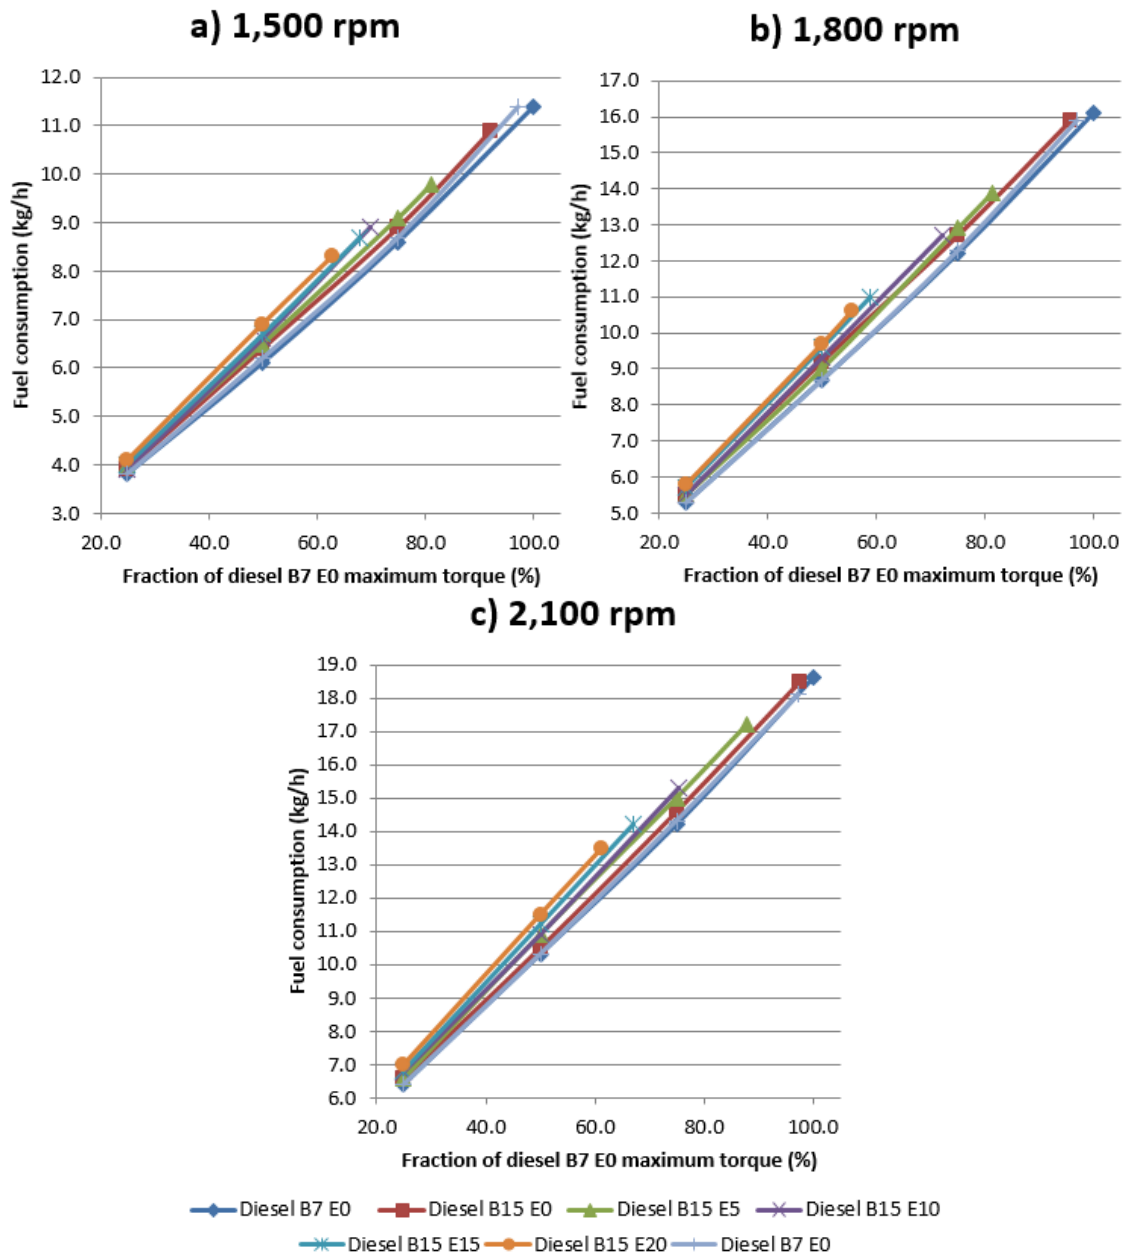 a) 1,500 rpm
12.0
11.0
10.0
9.0
8.0
7.0
6.0
5.0
4.0
3.0
Fuel consumption (kg/h)
20.0 40.0 60.0 80.0 100.0
Fraction of diesel B7 E0 maximum torque (%)
b) 1,800 rpm
17.0
16.0
15.0
14.0
13.0
12.0
11.0
10.0
9.0
8.0
7.0
6.0
5.0
Fuel consumption (kg/h)
20.0 40.0 60.0 80.0 100.0
Fraction of diesel B7 E0 maximum torque (%)
c) 2,100 rpm
19.0
18.0
17.0
16.0
15.0
14.0
13.0
12.0
11.0
10.0
9.0
8.0
7.0
6.0
Fuel consumption (kg/h)
20.0 40.0 60.0 80.0 100.0
Fraction of diesel B7 E0 maximum torque (%)
Diesel B7 E0 Diesel B15 E0 Diesel B15 E5 Diesel B15 E10
Diesel B15 E15 Diesel B15 E20 Diesel B7 E0